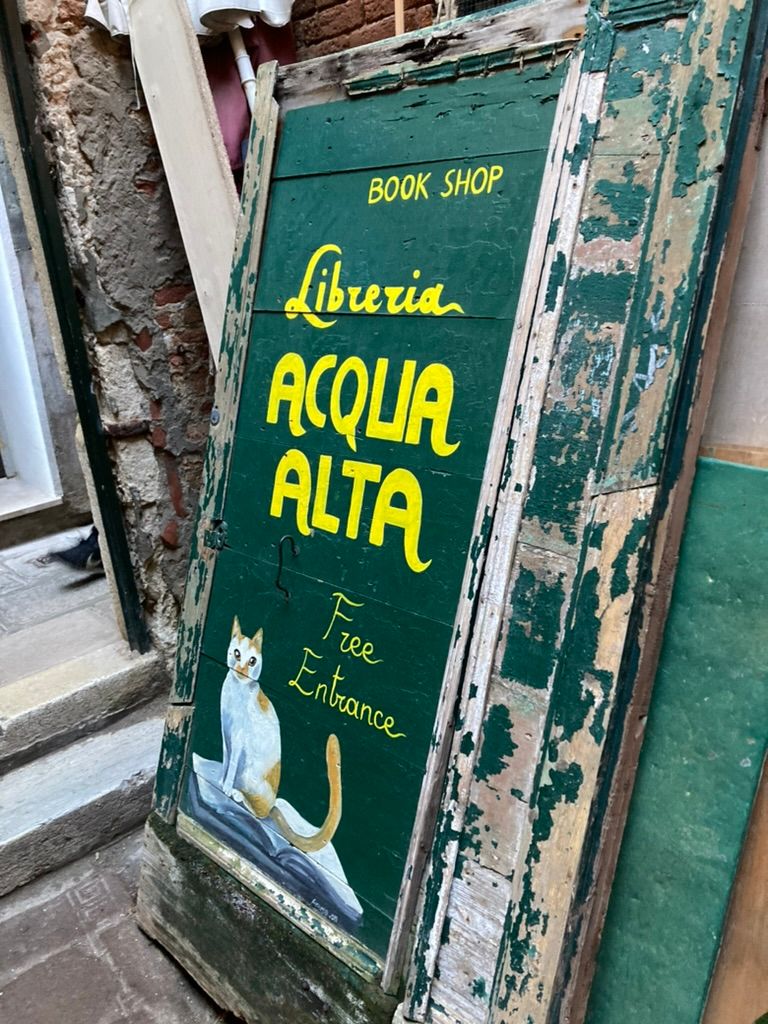 BOOK SHOP
Libreria
ACQUA
ALTA
Free
Entrance